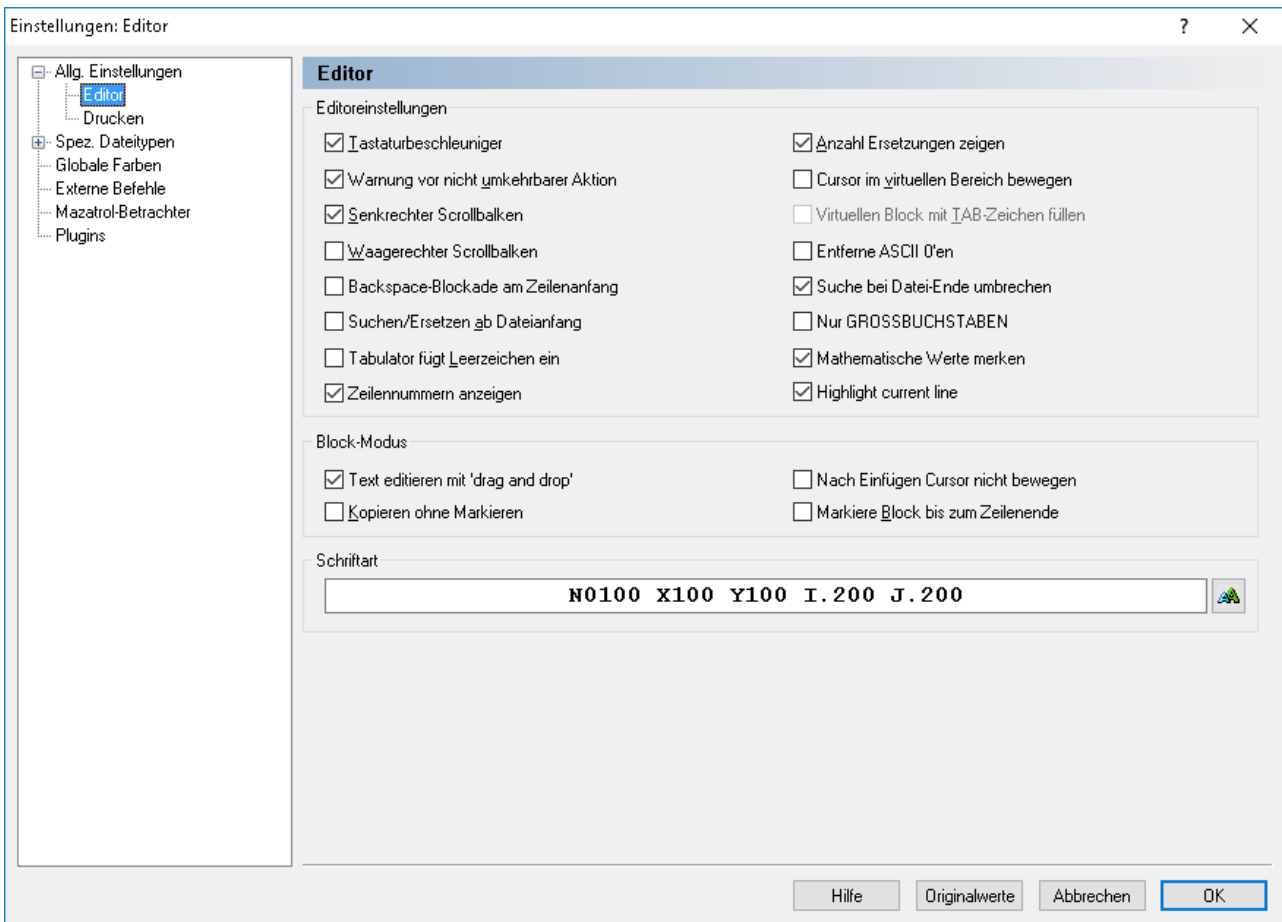 Einstellungen: Editor
?
Allg. Einstellungen
Editor
Drucken
Spez. Dateitypen
Globale Farben
Externe Befehle
Mazatrol-Betrachter
Plugins
Editor
Editoreinstellungen
Tastaturbeschleuniger
Anzahl Ersetzungen zeigen
Warnung vor nicht umkehrbarer Aktion
Cursor im virtuellen Bereich bewegen
Senkrechter Scrollbalken
Virtuellen Block mit TAB-Zeichen füllen
Waagerechter Scrollbalken
Entferne ASCII 0'en
Backspace-Blockade am Zeilenanfang
Suche bei Datei-Ende umbrechen
Suchen/Ersetzen ab Dateianfang
Nur GROSSBUCHSTABEN
Tabulator fügt Leerzeichen ein
Mathematische Werte merken
Zeilennummern anzeigen
Highlight current line
Block-Modus
Text editieren mit 'drag and drop'
Nach Einfügen Cursor nicht bewegen
Kopieren ohne Markieren
Markiere Block bis zum Zeilenende
Schriftart
N0100 X100 Y100 I.200 J.200
AA
Hilfe
Originalwerte
Abbrechen
OK